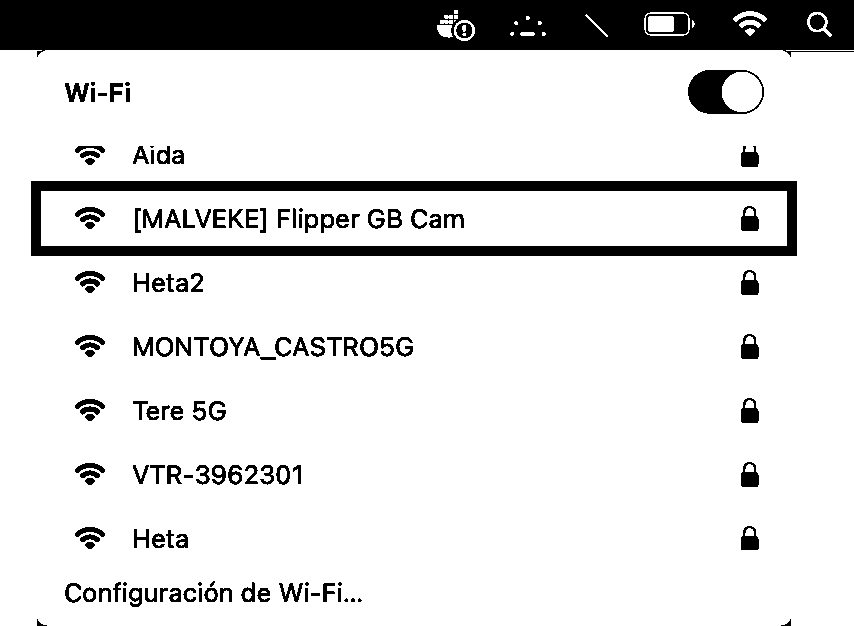 Wi-Fi
Aida
[MALVEKE] Flipper GB Cam
Heta2
MONTOYA_CASTRO5G
Tere 5G
VTR-3962301
Heta
Configuración de Wi-Fi...